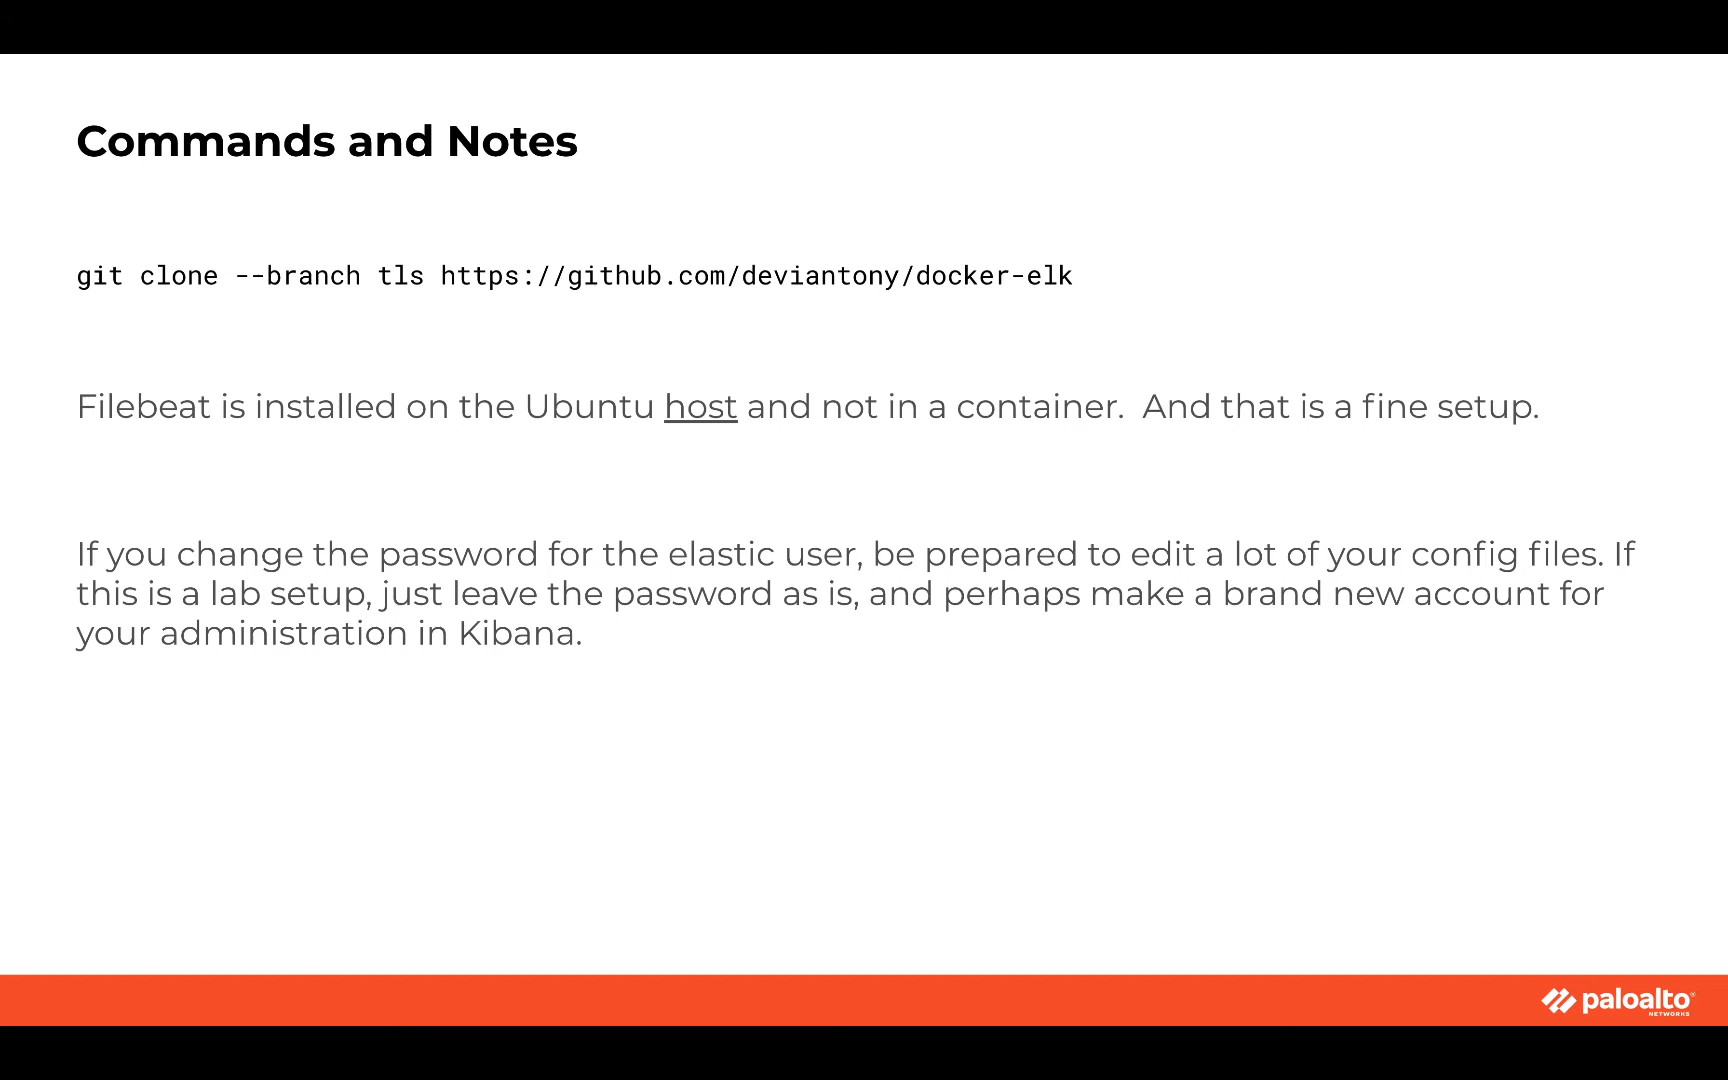 Commands and Notes
git clone --branch tls https://github.com/deviantony/docker-elk
Filebeat is installed on the Ubuntu host and not in a container.  And that is a fine setup.
If you change the password for the elastic user, be prepared to edit a lot of your config files. If
this is a lab setup, just leave the password as is, and perhaps make a brand new account for
your administration in Kibana.
paloalto®
NETWORKS